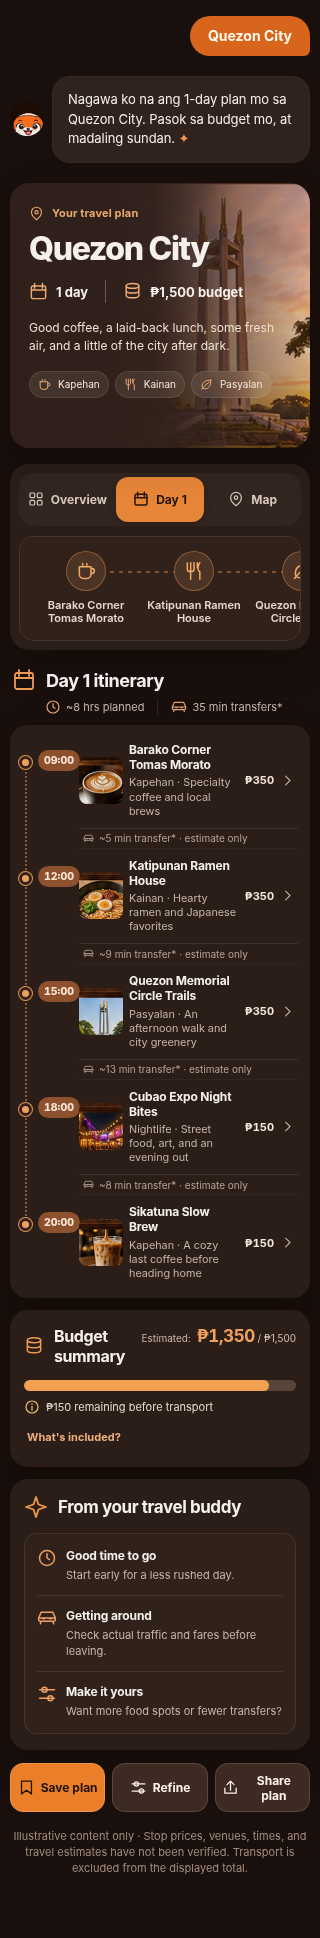 Quezon City
Nagawa ko na ang 1-day plan mo sa
Quezon City. Pasok sa budget mo, at
madaling sundan. ✦
Your travel plan
Quezon City
1 day
₱1,500 budget
Good coffee, a laid-back lunch, some fresh
air, and a little of the city after dark.
Kapehan
Kainan
Pasyalan
Overview
Day 1
Map
Barako Corner
Tomas Morato
Katipunan Ramen
House
Quezon
Circle
Day 1 itinerary
~8 hrs planned
35 min transfers*
09:00
Barako Corner
Tomas Morato
Kapehan · Specialty
coffee and local
brews
₱350
~5 min transfer* · estimate only
12:00
Katipunan Ramen
House
Kainan · Hearty
ramen and Japanese
favorites
₱350
~9 min transfer* · estimate only
15:00
Quezon Memorial
Circle Trails
Pasyalan · An
afternoon walk and
city greenery
₱350
~13 min transfer* · estimate only
18:00
Cubao Expo Night
Bites
Nightlife · Street
food, art, and an
evening out
₱150
~8 min transfer* · estimate only
20:00
Sikatuna Slow
Brew
Kapehan · A cozy
last coffee before
heading home
₱150
Budget
summary
Estimated: ₱1,350 / ₱1,500
₱150 remaining before transport
What's included?
From your travel buddy
Good time to go
Start early for a less rushed day.
Getting around
Check actual traffic and fares before
leaving.
Make it yours
Want more food spots or fewer transfers?
Save plan
Refine
Share
plan
Illustrative content only · Stop prices, venues, times, and
travel estimates have not been verified. Transport is
excluded from the displayed total.